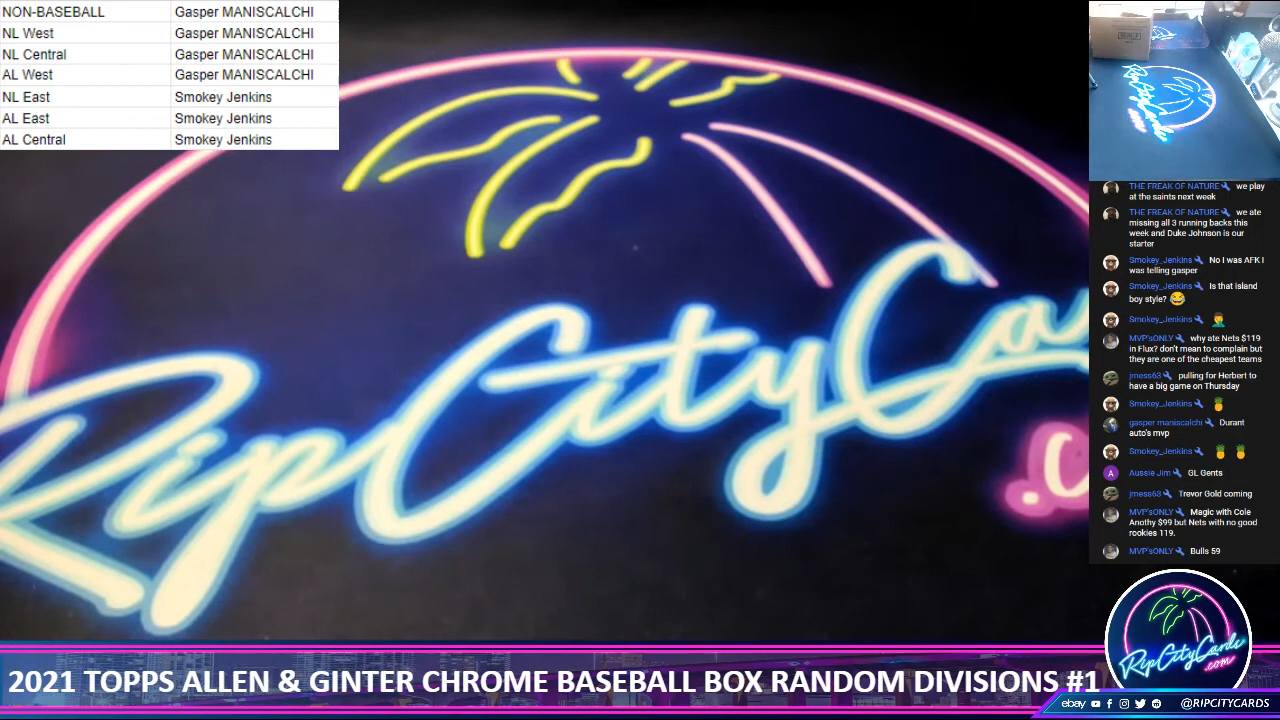 NON-BASEBALL Gasper MANISCALCHI
NL West Gasper MANISCALCHI
NL Central Gasper MANISCALCHI
AL West Gasper MANISCALCHI
NL East Smokey Jenkins
AL East Smokey Jenkins
AL Central Smokey Jenkins
RipCityCa
.c
RipCityCards
THE FREAK OF NATURE we play
at the saints next week
THE FREAK OF NATURE we ate
missing all 3 running backs this
week and Duke Johnson is our
starter
Smokey_Jenkins No I was AFK I
was telling gasper
Smokey_Jenkins Is that island
boy style? 😂
Smokey_Jenkins 🤦‍♂️
MVP'sONLY why ate Nets $119
in Flux? don't mean to complain but
they are one of the cheapest teams
jmess63 pulling for Herbert to
have a big game on Thursday
Smokey_Jenkins 🍍
gasper maniscalchi Durant
auto's mvp
Smokey_Jenkins 🍍 🍍
A Aussie Jim GL Gents
jmess63 Trevor Gold coming
MVP'sONLY Magic with Cole
Anothy $99 but Nets with no good
rookies 119.
MVP'sONLY Bulls 59
RipCityCards
.com
2021 TOPPS ALLEN & GINTER CHROME BASEBALL BOX RANDOM DIVISIONS #1
ebay @RIPCITYCARDS